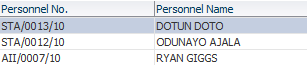 Personnel No. Personnel Name
STA/0013/10 DOTUN DOTO
STA/0012/10 ODUNAYO AJALA
AII/0007/10 RYAN GIGGS